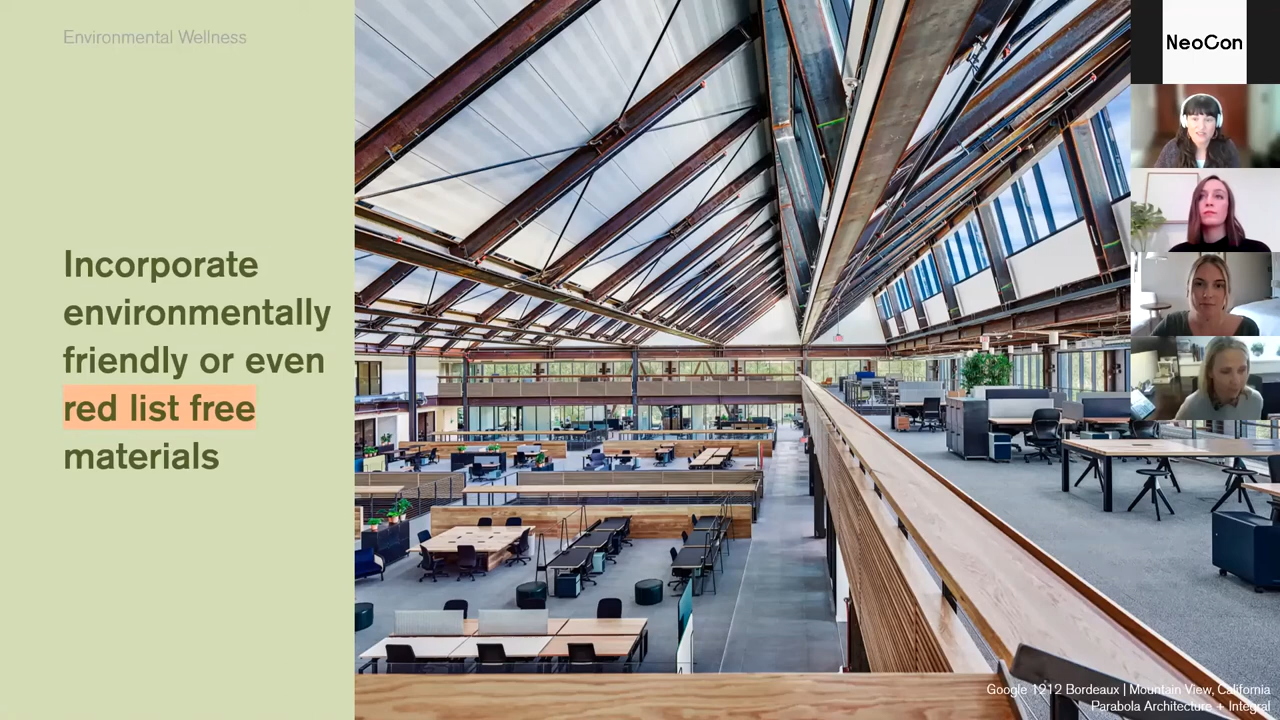 Environmental Wellness
NeoCon
Incorporate
environmentally
friendly or even
red list free
materials
Google 1212 Bordeaux | Mountain View, California
Parabola Architecture + Integral